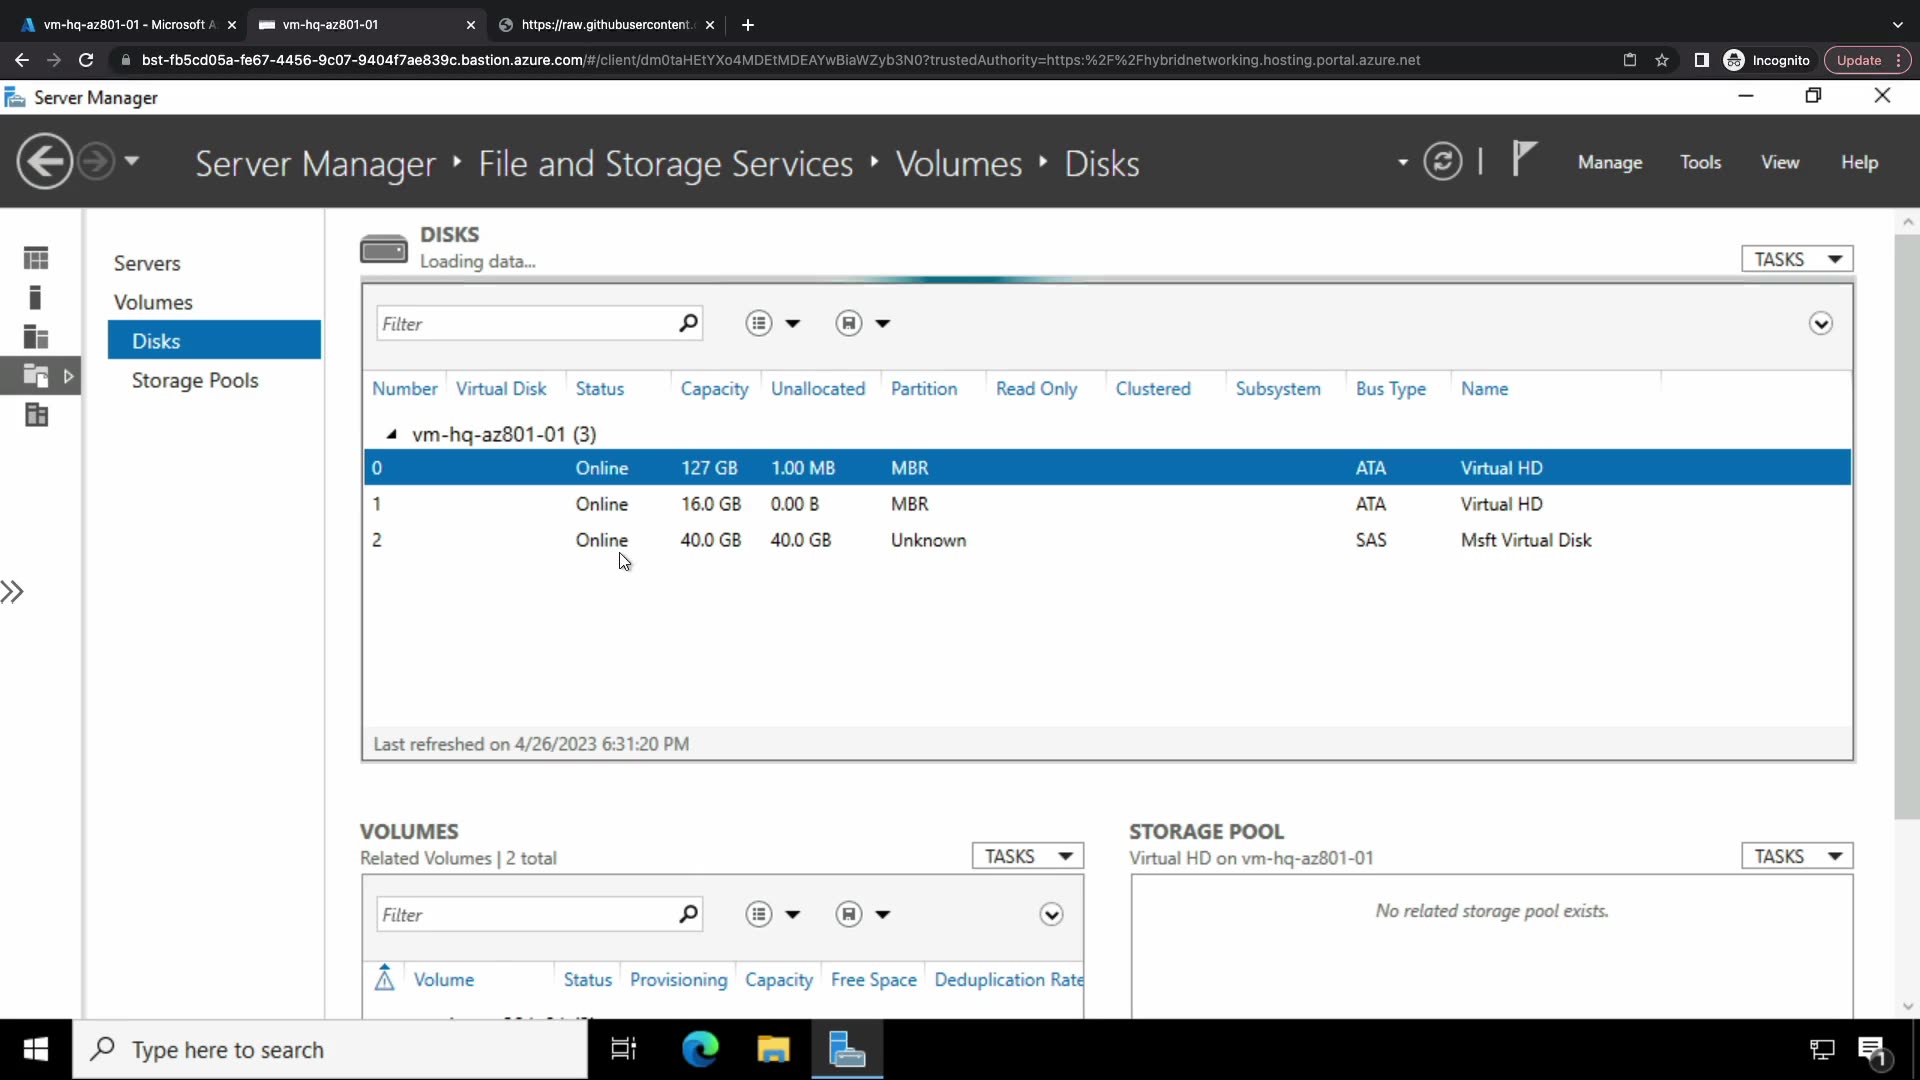 vm-hq-az801-01 - Microsoft A
vm-hq-az801-01
https://raw.githubusercontent.
bst-fb5cd05a-fe67-4456-9c07-9404f7ae839c.bastion.azure.com/#/client/dm0taHEtYXo4MDEtMDEAYwBiaWZyb3N0?trustedAuthority=https:%2F%2Fhybridnetworking.hosting.portal.azure.net
Incognito
Update
Server Manager
Server Manager
File and Storage Services
Volumes
Disks
Manage
Tools
View
Help
Servers
Volumes
Disks
Storage Pools
DISKS
Loading data...
TASKS
Filter
Number Virtual Disk Status Capacity Unallocated Partition Read Only Clustered Subsystem Bus Type Name
vm-hq-az801-01 (3)
0 Online 127 GB 1.00 MB MBR ATA Virtual HD
1 Online 16.0 GB 0.00 B MBR ATA Virtual HD
2 Online 40.0 GB 40.0 GB Unknown SAS Msft Virtual Disk
Last refreshed on 4/26/2023 6:31:20 PM
VOLUMES
Related Volumes | 2 total
TASKS
Filter
Volume Status Provisioning Capacity Free Space Deduplication Rate
STORAGE POOL
Virtual HD on vm-hq-az801-01
TASKS
No related storage pool exists.
Type here to search
1